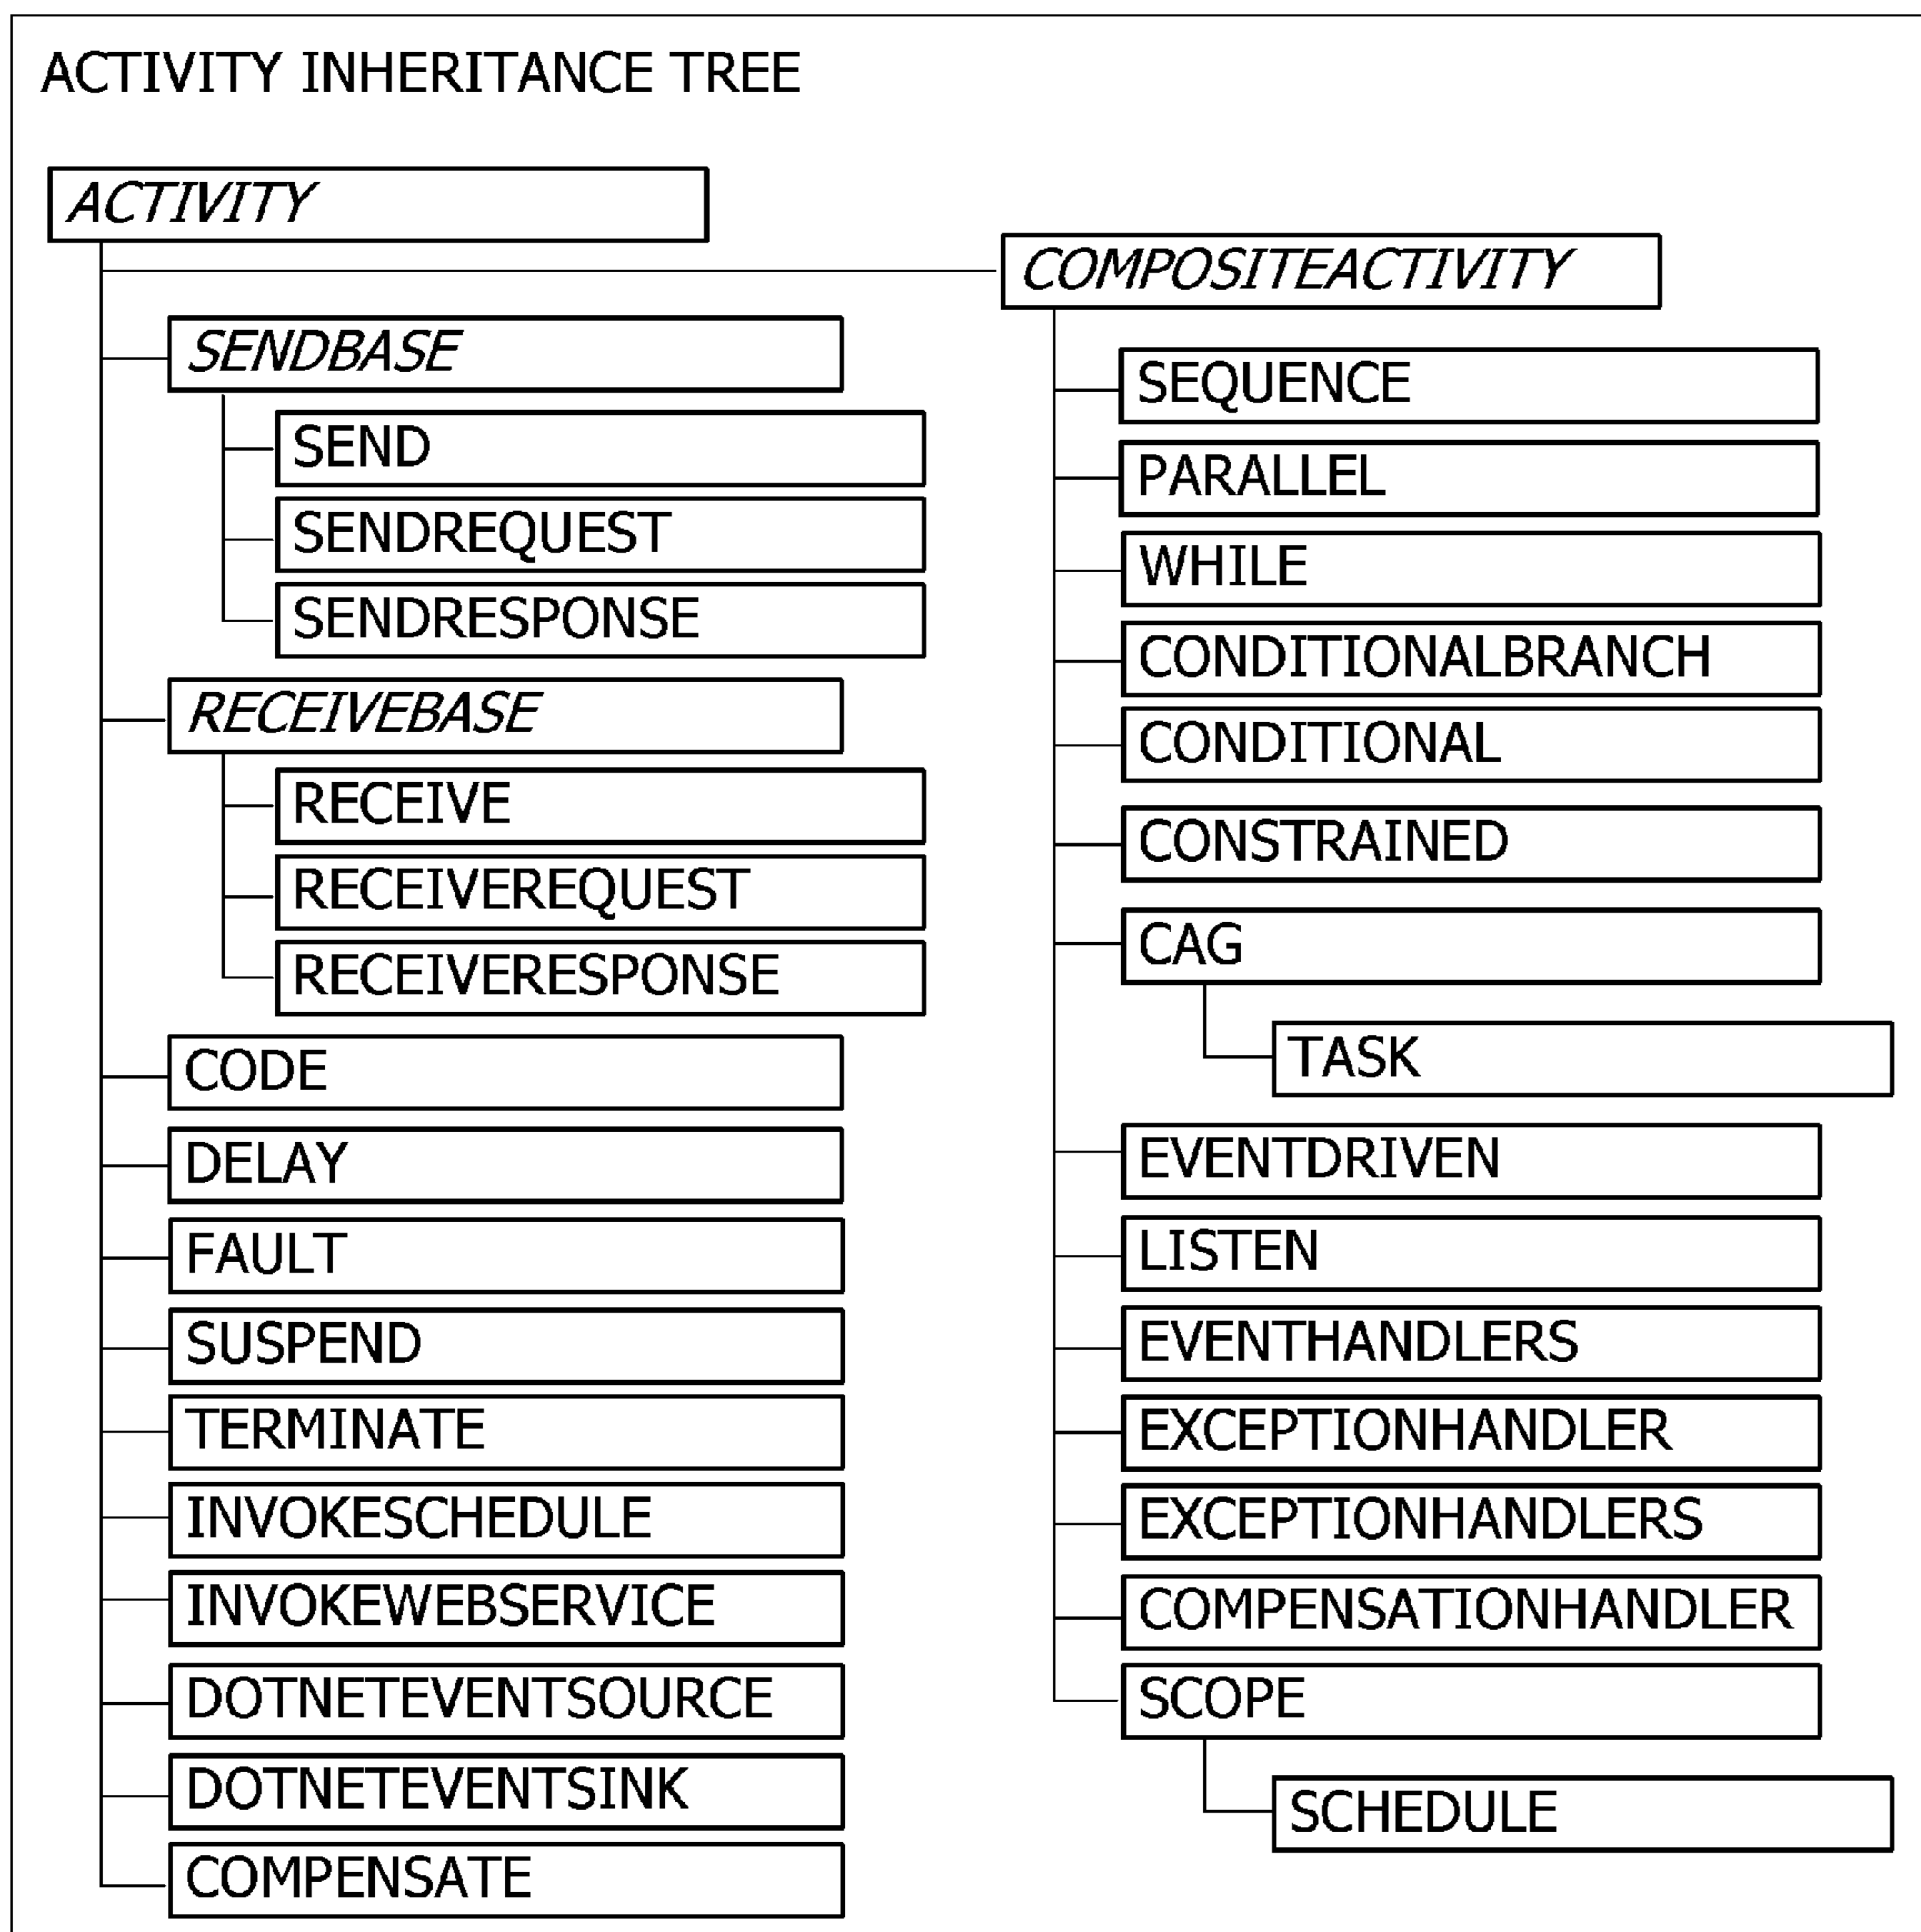 ACTIVITY INHERITANCE TREE
ACTIVITY
SENDBASE
SEND
SENDREQUEST
SENDRESPONSE
RECEIVEBASE
RECEIVE
RECEIVEREQUEST
RECEIVERESPONSE
CODE
DELAY
FAULT
SUSPEND
TERMINATE
INVOKESCHEDULE
INVOKEWEBSERVICE
DOTNETEVENTSOURCE
DOTNETEVENTSINK
COMPENSATE
COMPOSITEACTIVITY
SEQUENCE
PARALLEL
WHILE
CONDITIONALBRANCH
CONDITIONAL
CONSTRAINED
CAG
TASK
EVENTDRIVEN
LISTEN
EVENTHANDLERS
EXCEPTIONHANDLER
EXCEPTIONHANDLERS
COMPENSATIONHANDLER
SCOPE
SCHEDULE